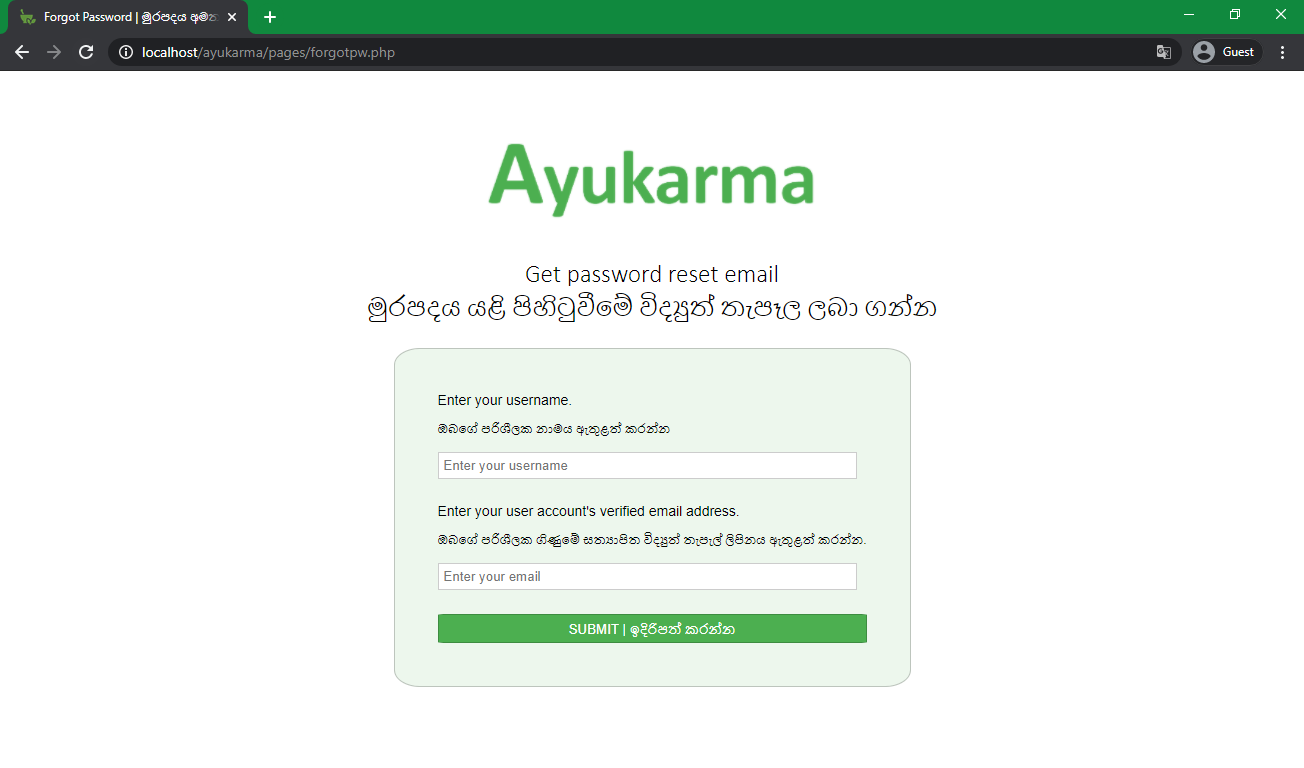 Forgot Password | මුරපදය
Guest
localhost/ayukarma/pages/forgotpw.php
Ayukarma
Get password reset email
මුරපදය යළි පිහිටුවීමේ විද්‍යුත් තැපෑල ලබා ගන්න
Enter your username.
ඔබගේ පරිශීලක නාමය ඇතුළත් කරන්න
Enter your username
Enter your user account's verified email address.
ඔබගේ පරිශීලක ගිණුමේ සත්‍යාපිත විද්‍යුත් තැපැල් ලිපිනය ඇතුළත් කරන්න.
Enter your email
SUBMIT | ඉදිරිපත් කරන්න